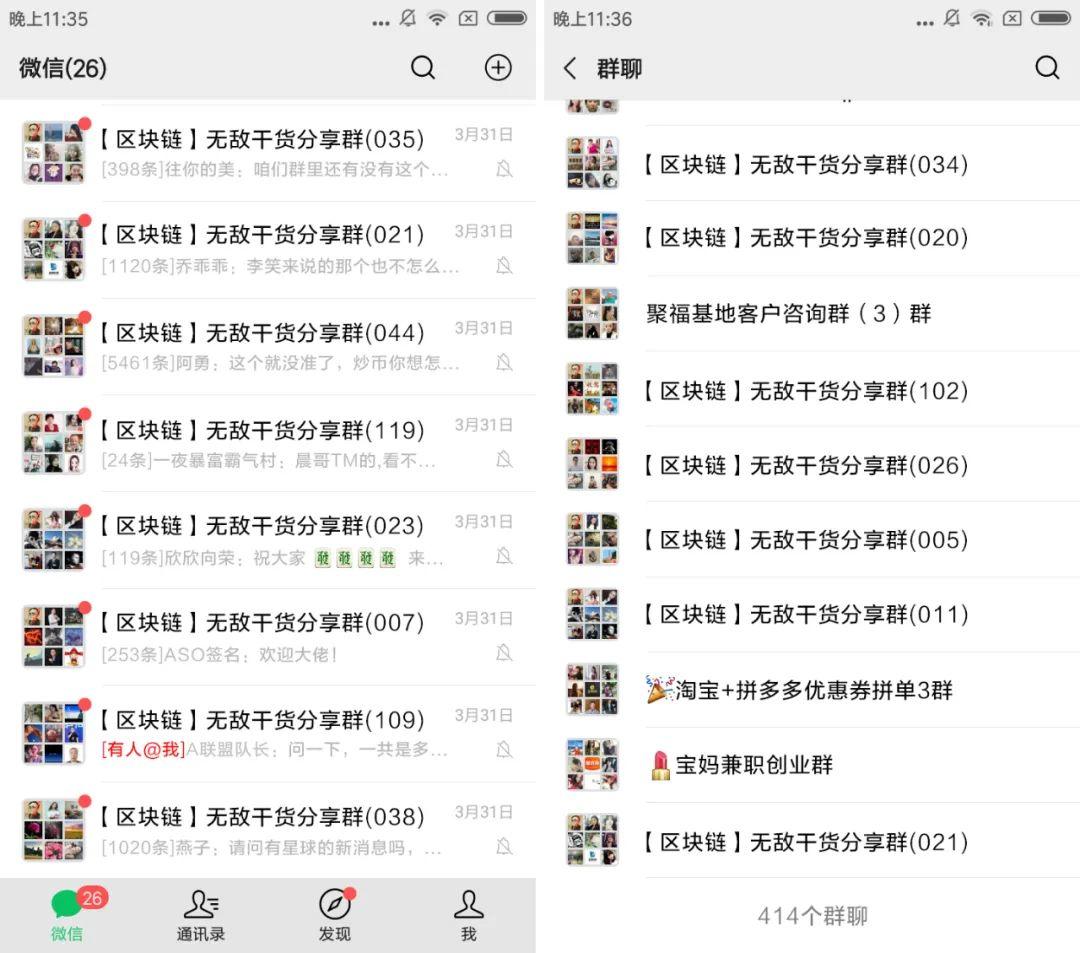 晚上11:35
微信(26)
【区块链】无敌干货分享群(035)
3月31日
[398条]往你的美：咱们群里还有没有这个...
【区块链】无敌干货分享群(021)
3月31日
[1120条]乔乖乖：李笑来说的那个也不怎么...
【区块链】无敌干货分享群(044)
3月31日
[5461条]阿勇：这个就没准了，炒币你想怎...
【区块链】无敌干货分享群(119)
3月31日
[24条]一夜暴富霸气村：晨哥TM的,看不...
【区块链】无敌干货分享群(023)
3月31日
[119条]欣欣向荣：祝大家 發 發 發 發 来...
【区块链】无敌干货分享群(007)
3月31日
[253条]ASO签名：欢迎大佬！
【区块链】无敌干货分享群(109)
3月31日
[有人@我]A联盟队长：问一下，一共是多...
【区块链】无敌干货分享群(038)
3月31日
[1020条]燕子：请问有星球的新消息吗，...
26
微信
通讯录
发现
我
晚上11:36
群聊
【区块链】无敌干货分享群(034)
【区块链】无敌干货分享群(020)
聚福基地客户咨询群（3）群
【区块链】无敌干货分享群(102)
【区块链】无敌干货分享群(026)
【区块链】无敌干货分享群(005)
【区块链】无敌干货分享群(011)
🎉淘宝+拼多多优惠券拼单3群
💄宝妈兼职创业群
【区块链】无敌干货分享群(021)
414个群聊